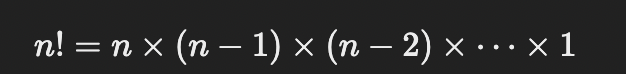 n! = n × (n − 1) × (n − 2) × ⋯ × 1